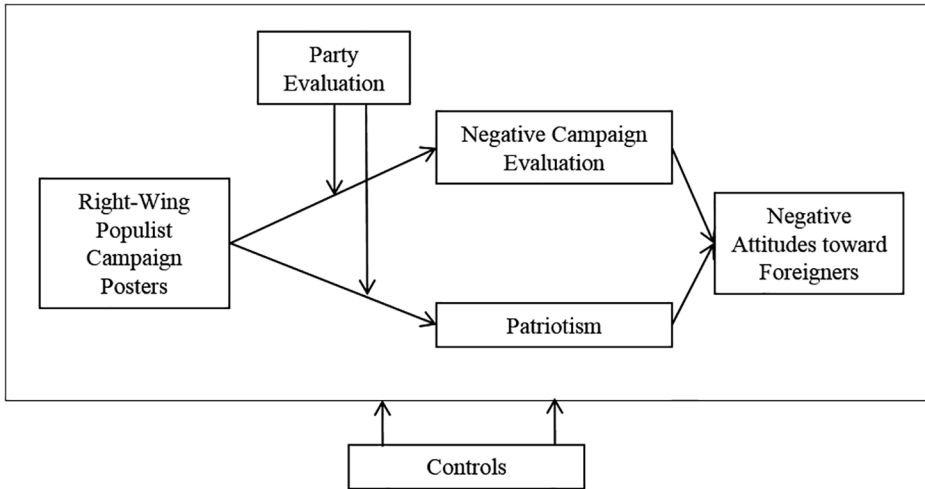 Party
Evaluation
Negative Campaign
Evaluation
Right-Wing
Populist
Campaign
Posters
Negative
Attitudes toward
Foreigners
Patriotism
Controls